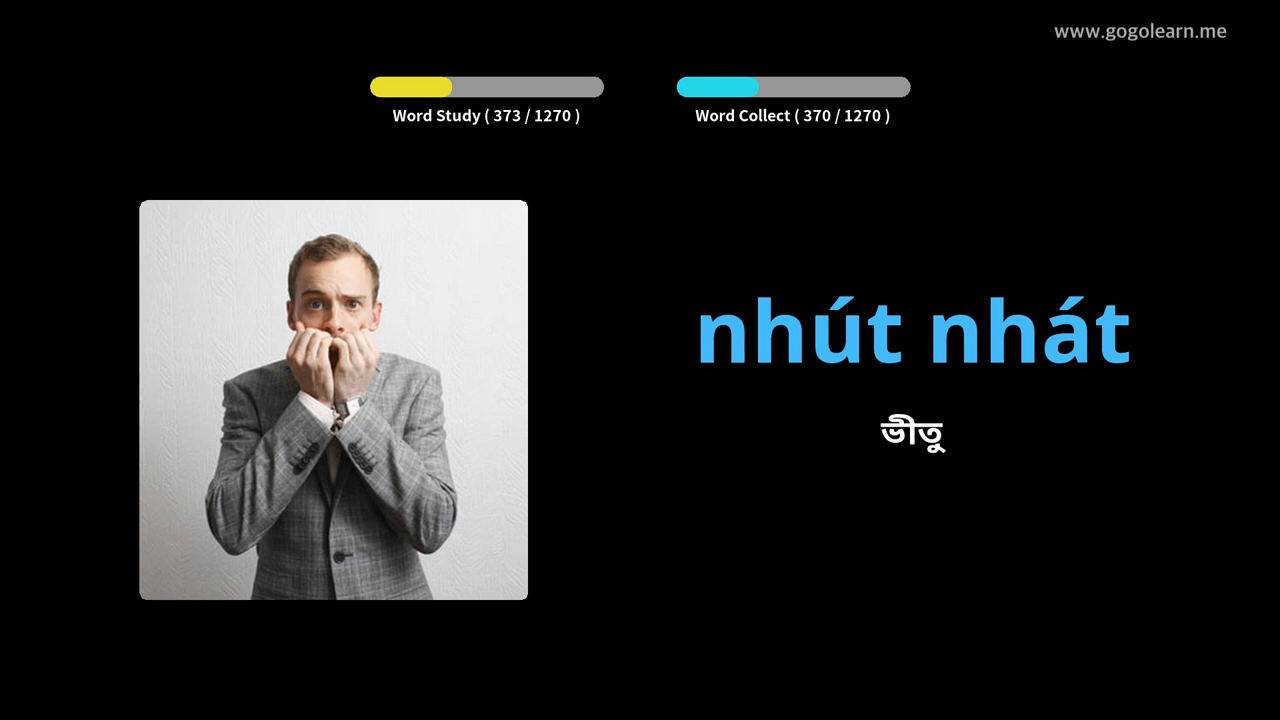 www.gogolearn.me
Word Study ( 373 / 1270 )
Word Collect ( 370 / 1270 )
nhút nhát
ভীতু